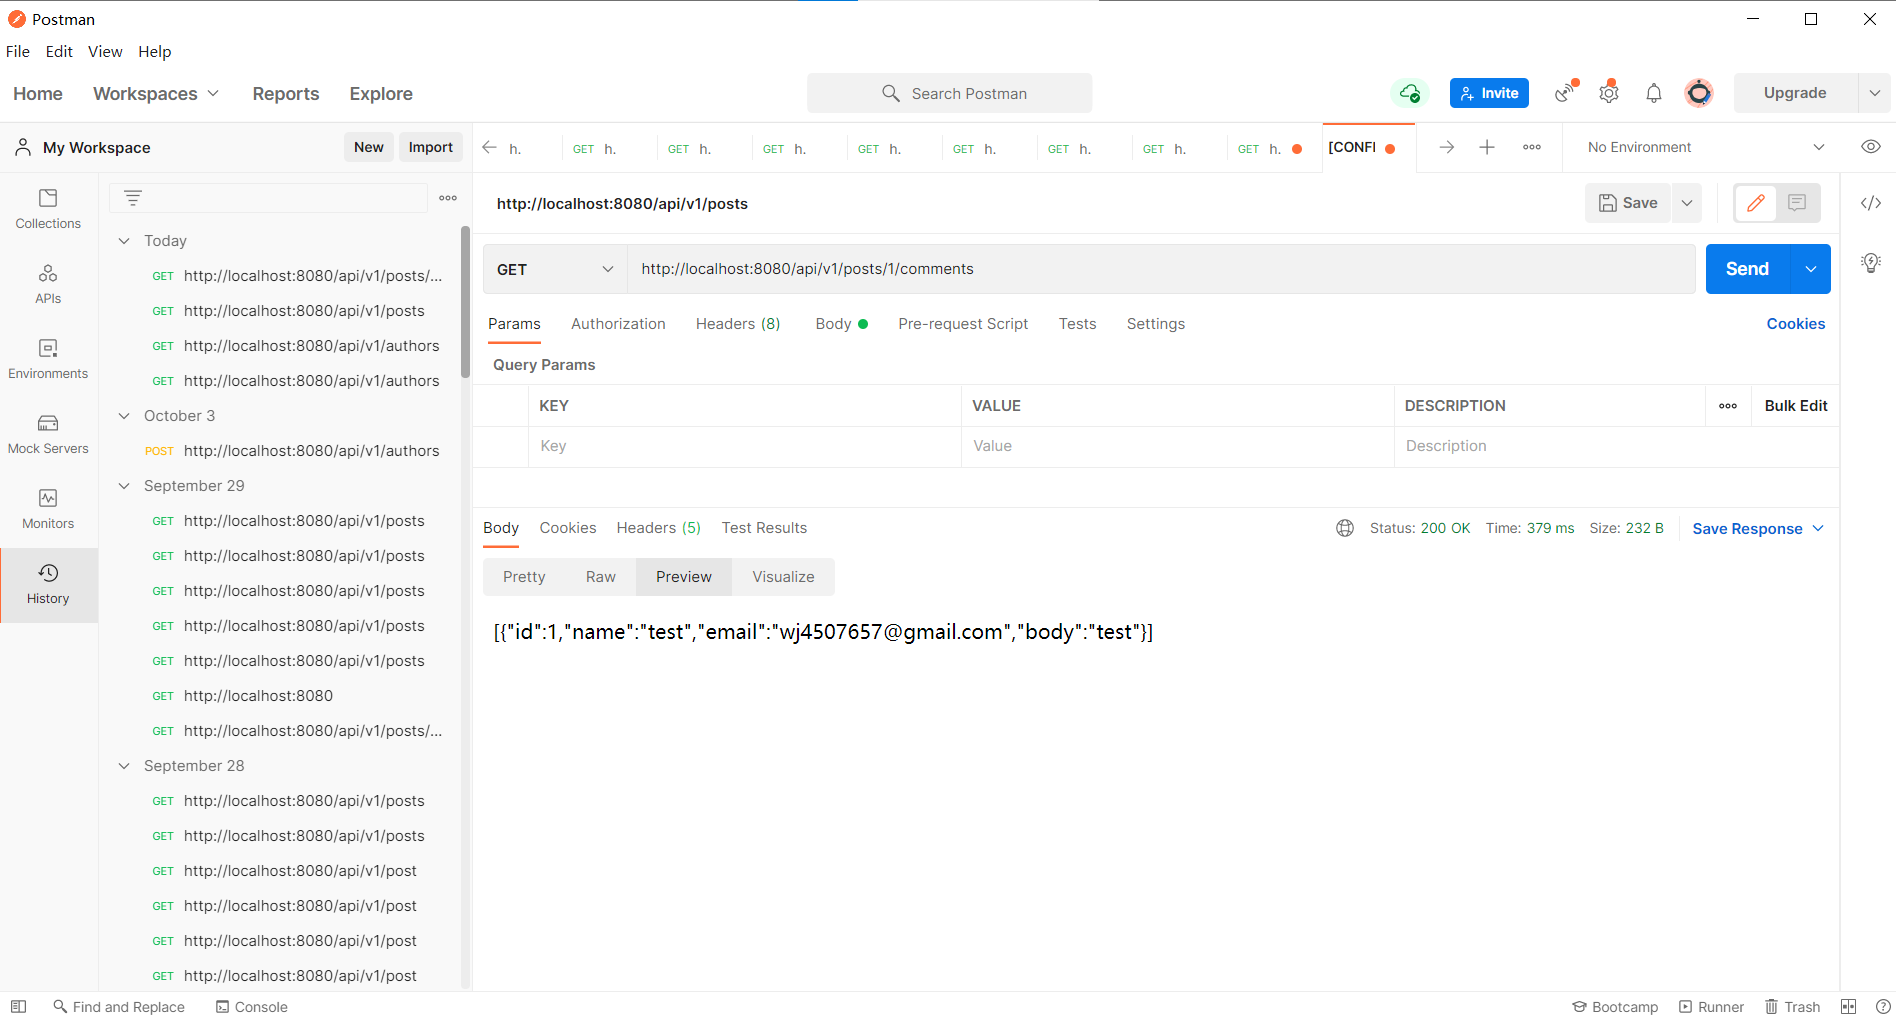 Postman
File Edit View Help
Home Workspaces Reports Explore Search Postman Invite Upgrade
My Workspace New Import
h. GET h. GET h. GET h. GET h. GET h. GET h. GET h. GET h. [CONFI No Environment
Collections
APIs
Environments
Mock Servers
Monitors
History
Today
GET http://localhost:8080/api/v1/posts/...
GET http://localhost:8080/api/v1/posts
GET http://localhost:8080/api/v1/authors
GET http://localhost:8080/api/v1/authors
October 3
POST http://localhost:8080/api/v1/authors
September 29
GET http://localhost:8080/api/v1/posts
GET http://localhost:8080/api/v1/posts
GET http://localhost:8080/api/v1/posts
GET http://localhost:8080/api/v1/posts
GET http://localhost:8080/api/v1/posts
GET http://localhost:8080
GET http://localhost:8080/api/v1/posts/...
September 28
GET http://localhost:8080/api/v1/posts
GET http://localhost:8080/api/v1/posts
GET http://localhost:8080/api/v1/post
GET http://localhost:8080/api/v1/post
GET http://localhost:8080/api/v1/post
GET http://localhost:8080/api/v1/post
http://localhost:8080/api/v1/posts Save
GET http://localhost:8080/api/v1/posts/1/comments Send
Params Authorization Headers (8) Body Pre-request Script Tests Settings Cookies
Query Params
KEY VALUE DESCRIPTION Bulk Edit
Key Value Description
Body Cookies Headers (5) Test Results Status: 200 OK Time: 379 ms Size: 232 B Save Response
Pretty Raw Preview Visualize
[{"id":1,"name":"test","email":"wj4507657@gmail.com","body":"test"}]
Find and Replace Console Bootcamp Runner Trash